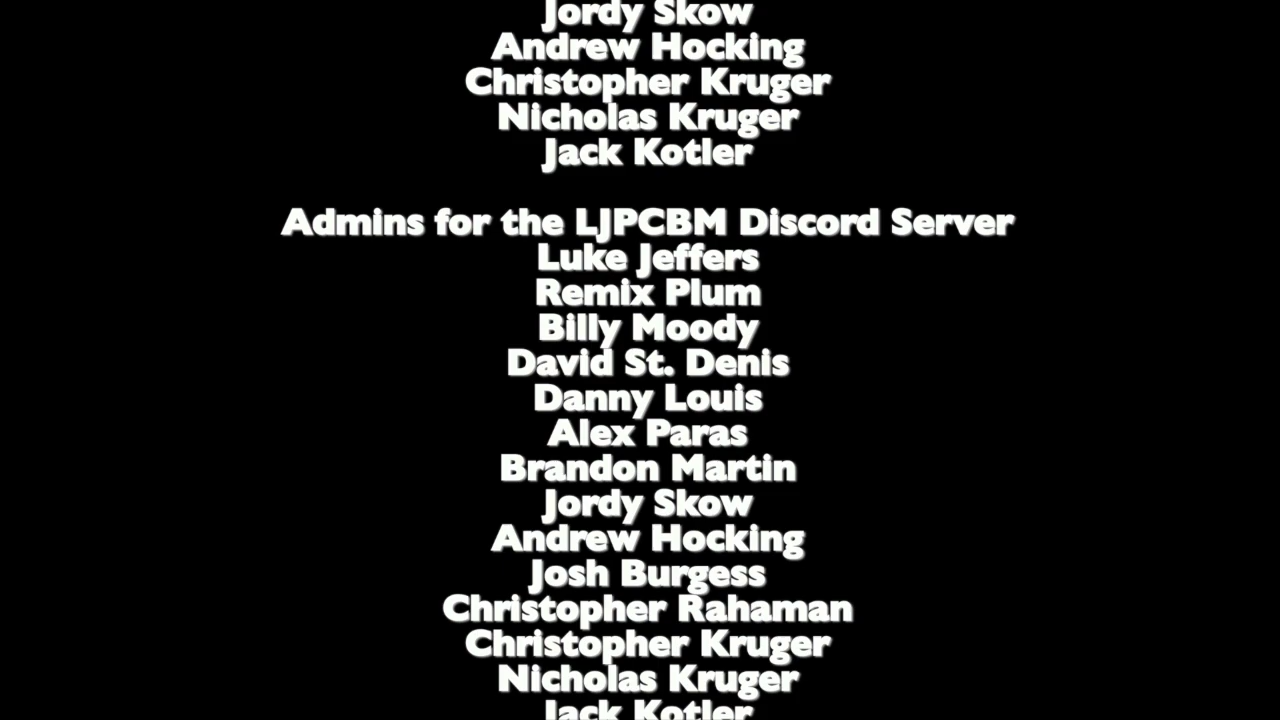 Jordy Skow
Andrew Hocking
Christopher Kruger
Nicholas Kruger
Jack Kotler
Admins for the LJPCBM Discord Server
Luke Jeffers
Remix Plum
Billy Moody
David St. Denis
Danny Louis
Alex Paras
Brandon Martin
Jordy Skow
Andrew Hocking
Josh Burgess
Christopher Rahaman
Christopher Kruger
Nicholas Kruger
Jack Kotler